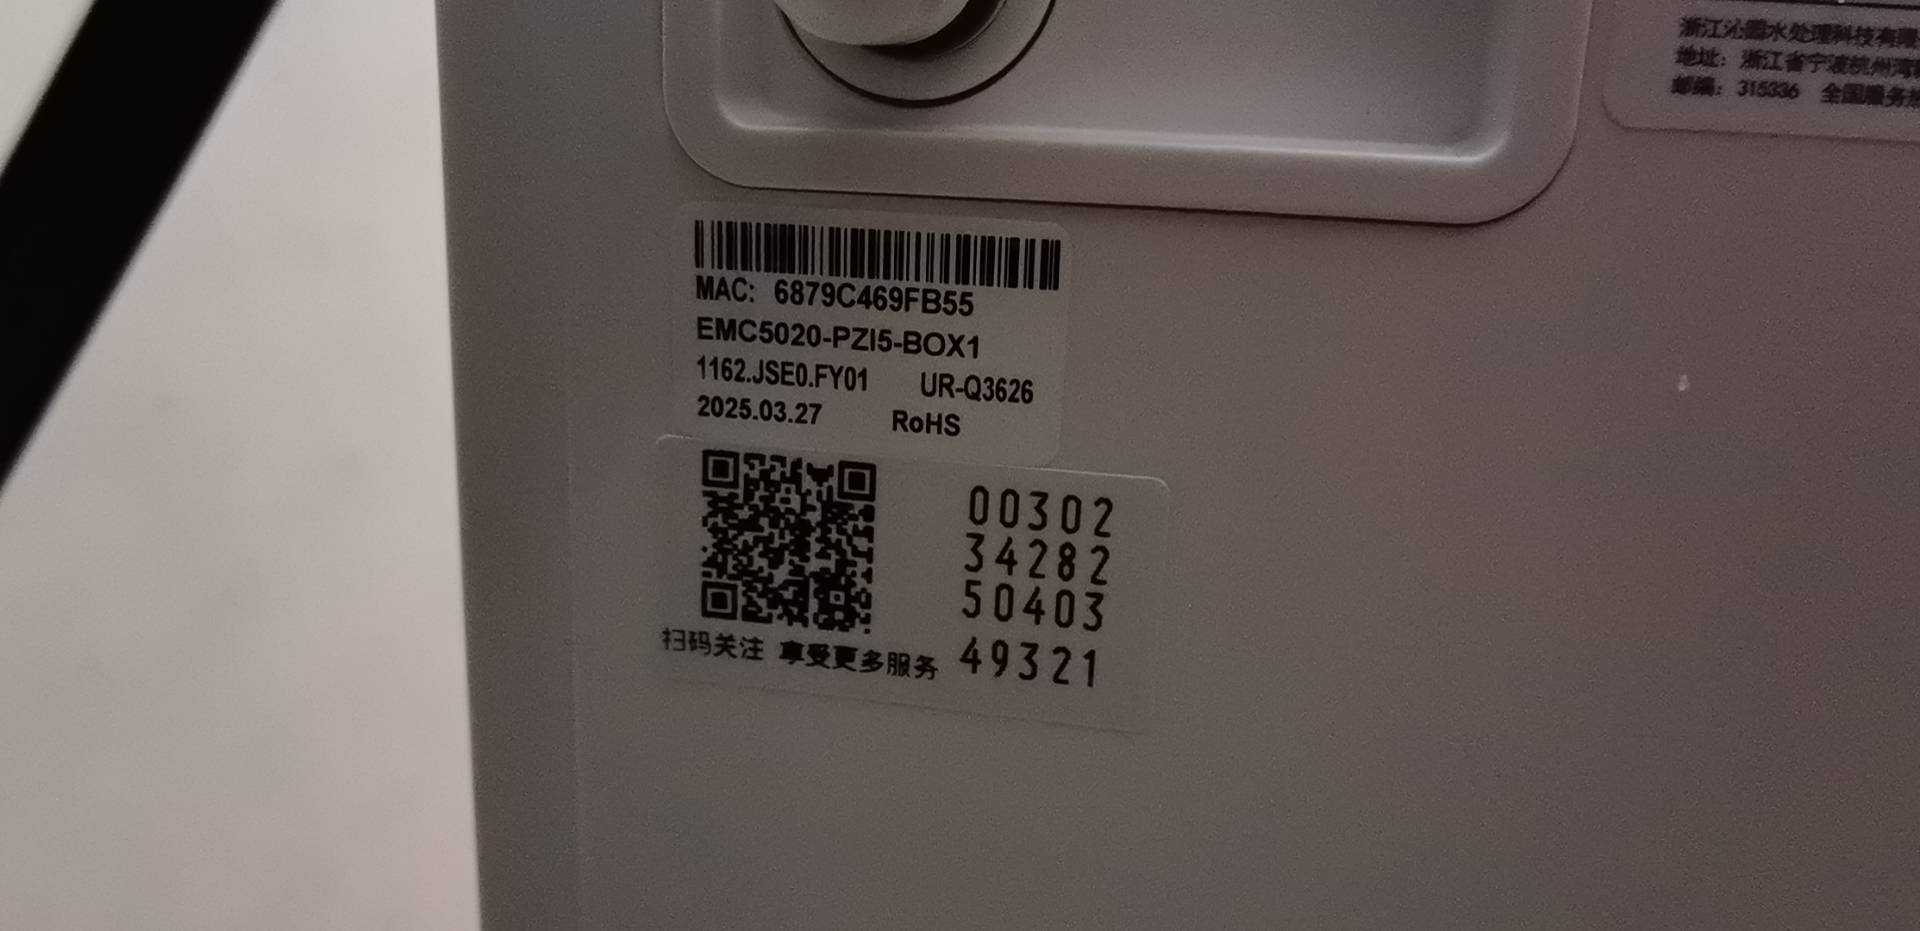 浙江沁园水处理科技有限
地址：浙江省宁波杭州湾
邮编：315336 全国服务热
MAC: 6879C469FB55
EMC5020-PZI5-BOX1
1162.JSE0.FY01 UR-Q3626
2025.03.27 RoHS
00302
34282
50403
49321
扫码关注 享受更多服务